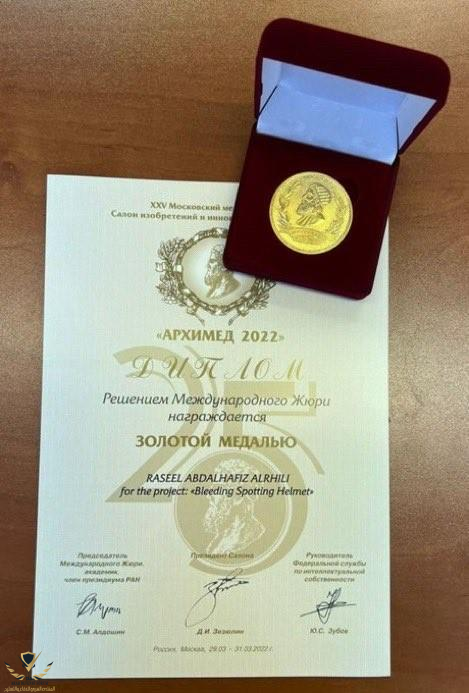 XXV Московский
Салон изобретений и
«АРХИМЕД 2022»
ДИПЛОМ
Решением Международного Жюри
награждается
ЗОЛОТОЙ МЕДАЛЬЮ
RASEEL ABDALHAFIZ ALRHILI
for the project: «Bleeding Spotting Helmet»
Председатель
Международного Жюри,
академик,
член президиума РАН
С.М. Алдошин
Президент Салона
Д.И. Зезюлин
Руководитель
Федеральной службы
по интеллектуальной
собственности
Ю.С. Зубов
Россия, Москва, 29.03 - 31.03.2022 г.